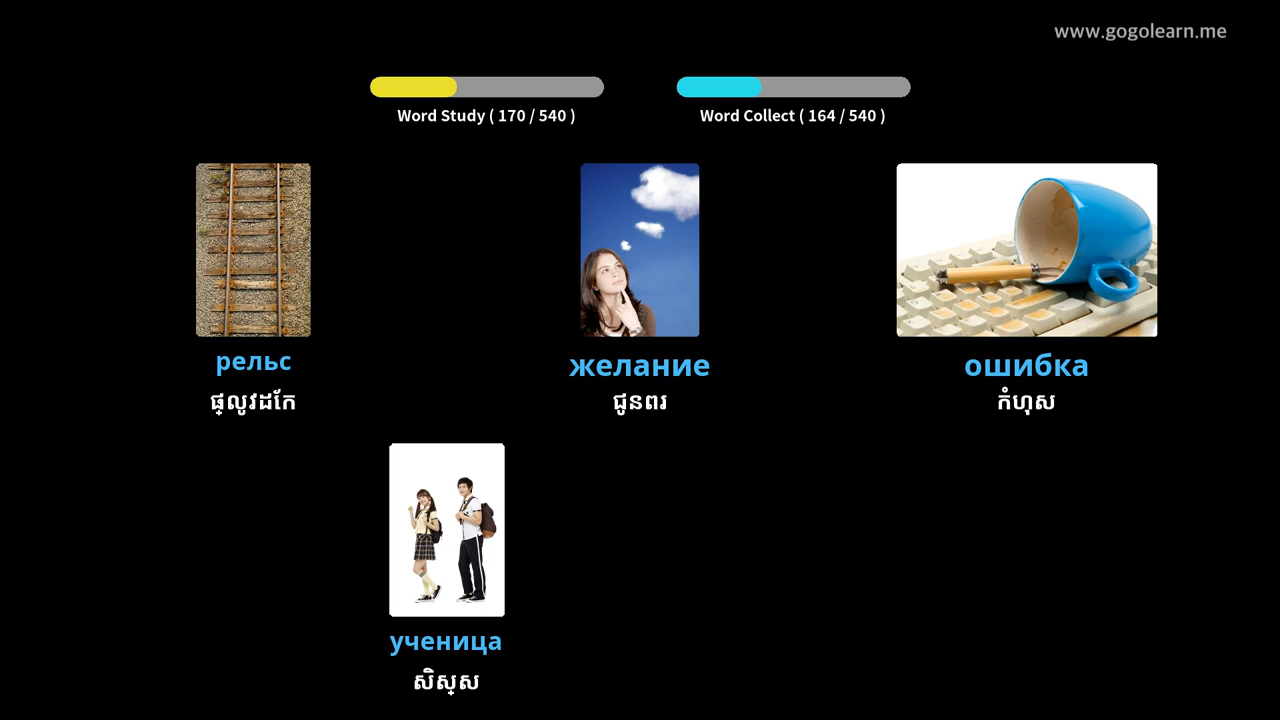 www.gogolearn.me
Word Study ( 170 / 540 )
Word Collect ( 164 / 540 )
рельс
желание
ошибка
ផ្លូវដកែ
ជូនពរ
កំហុស
ученица
សិស្ស